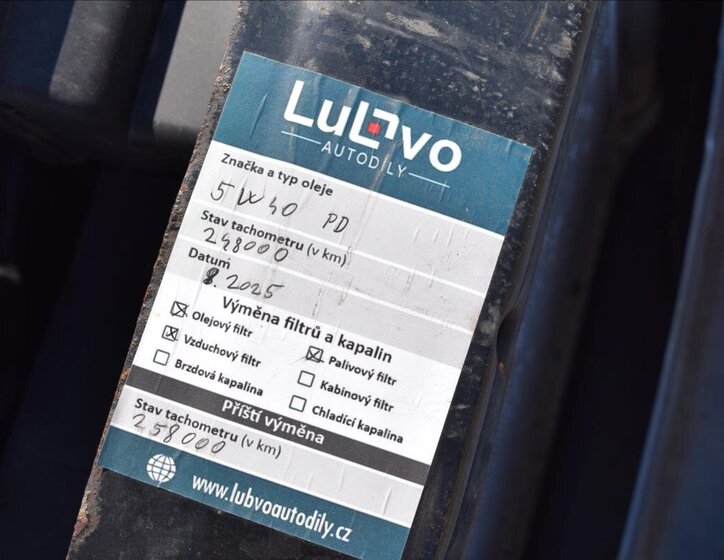 LuLvo
AUTODÍLY
Značka a typ oleje
5W40 PD
Stav tachometru (v km)
248000
Datum
8. 2025
Výměna filtrů a kapalin
Olejový filtr
Palivový filtr
Vzduchový filtr
Kabinový filtr
Brzdová kapalina
Chladící kapalina
Příští výměna
Stav tachometru (v km)
258000
www.lubvoautodily.cz